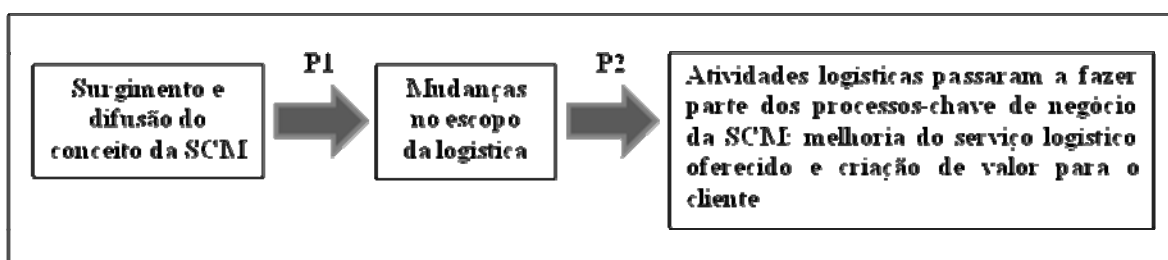 Surgimento e
difusão do
conceito da SCM
P1
Mudanças
no escopo
da logística
P2
Atividades logísticas passaram a fazer
parte dos processos-chave de negócio
da SCM: melhoria do serviço logístico
oferecido e criação de valor para o
cliente